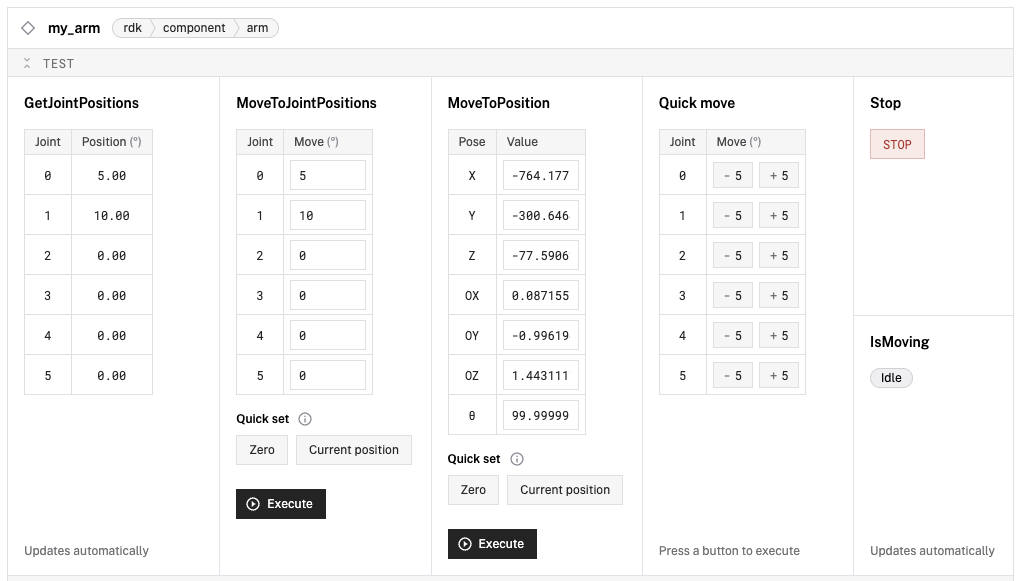 my_arm rdk component arm
TEST
GetJointPositions
Joint Position (°)
0 5.00
1 10.00
2 0.00
3 0.00
4 0.00
5 0.00
Updates automatically
MoveToJointPositions
Joint Move (°)
0 5
1 10
2 0
3 0
4 0
5 0
Quick set
Zero Current position
Execute
MoveToPosition
Pose Value
X -764.177
Y -300.646
Z -77.5906
OX 0.087155
OY -0.99619
OZ 1.443111
θ 99.99999
Quick set
Zero Current position
Execute
Quick move
Joint Move (°)
0 - 5 + 5
1 - 5 + 5
2 - 5 + 5
3 - 5 + 5
4 - 5 + 5
5 - 5 + 5
Press a button to execute
Stop
STOP
IsMoving
Idle
Updates automatically